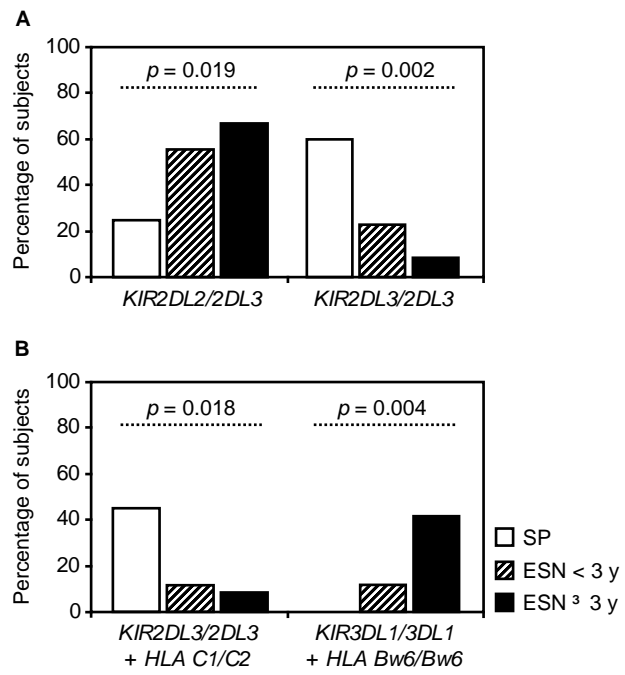 A
Percentage of subjects
100
80
60
40
20
0
p = 0.019
p = 0.002
KIR2DL2/2DL3
KIR2DL3/2DL3
B
Percentage of subjects
100
80
60
40
20
0
p = 0.018
p = 0.004
KIR2DL3/2DL3
+ HLA C1/C2
KIR3DL1/3DL1
+ HLA Bw6/Bw6
SP
ESN < 3 y
ESN ³ 3 y